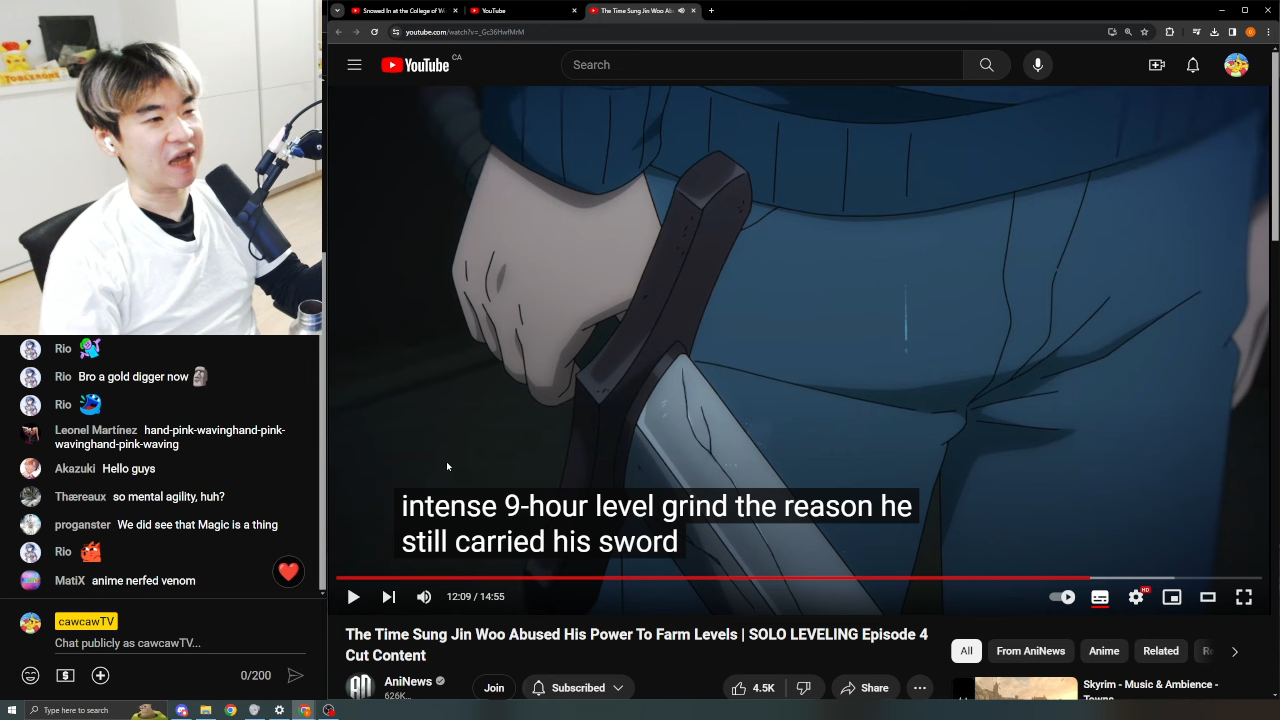 Snowed In at the College of W
YouTube
The Time Sung Jin Woo Ab
youtube.com/watch?v=_Gc36HwfMrM
YouTube CA
Search
TOBLERONE
intense 9-hour level grind the reason he
still carried his sword
12:09 / 14:55
HD
Rio
Rio Bro a gold digger now
Rio
Leonel Martínez hand-pink-wavinghand-pink-
wavinghand-pink-waving
Akazuki Hello guys
Thæreaux so mental agility, huh?
proganster We did see that Magic is a thing
Rio
MatiX anime nerfed venom
cawcawTV
Chat publicly as cawcawTV...
0/200
The Time Sung Jin Woo Abused His Power To Farm Levels | SOLO LEVELING Episode 4
Cut Content
AniNews
626K
Join
Subscribed
4.5K
Share
All
From AniNews
Anime
Related
Skyrim - Music & Ambience -
Towns
Type here to search